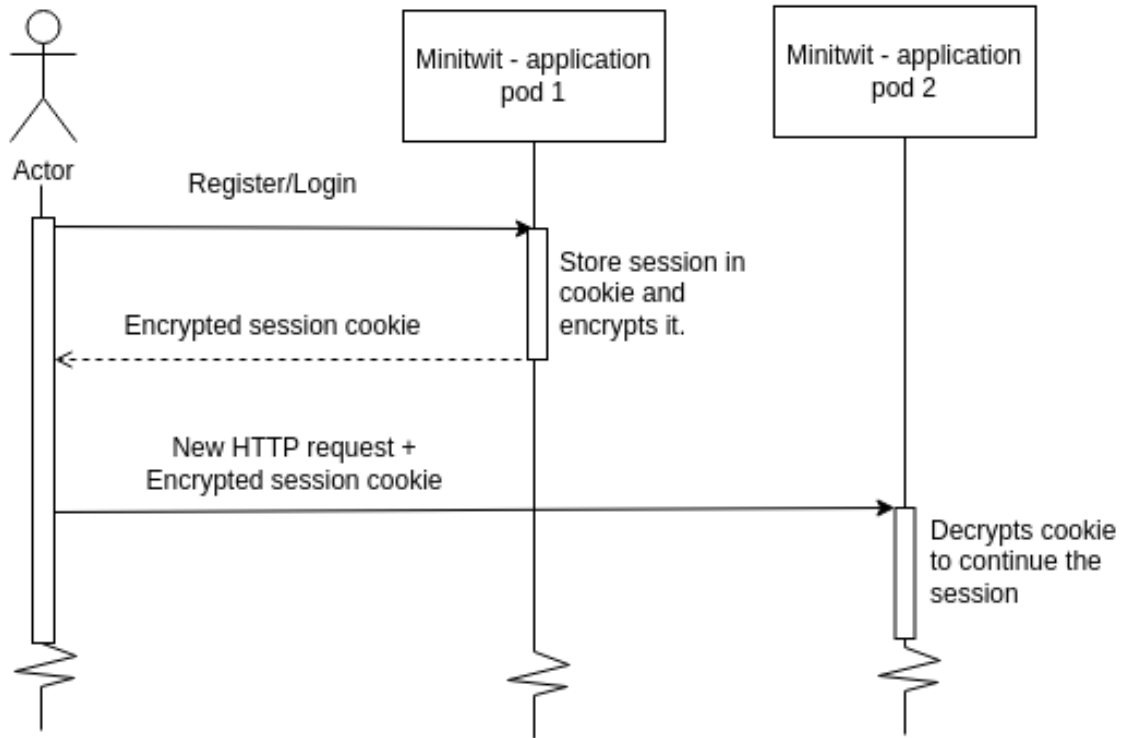 Minitwit - application
pod 1
Minitwit - application
pod 2
Actor
Register/Login
Store session in
cookie and
encrypts it.
Encrypted session cookie
New HTTP request +
Encrypted session cookie
Decrypts cookie
to continue the
session